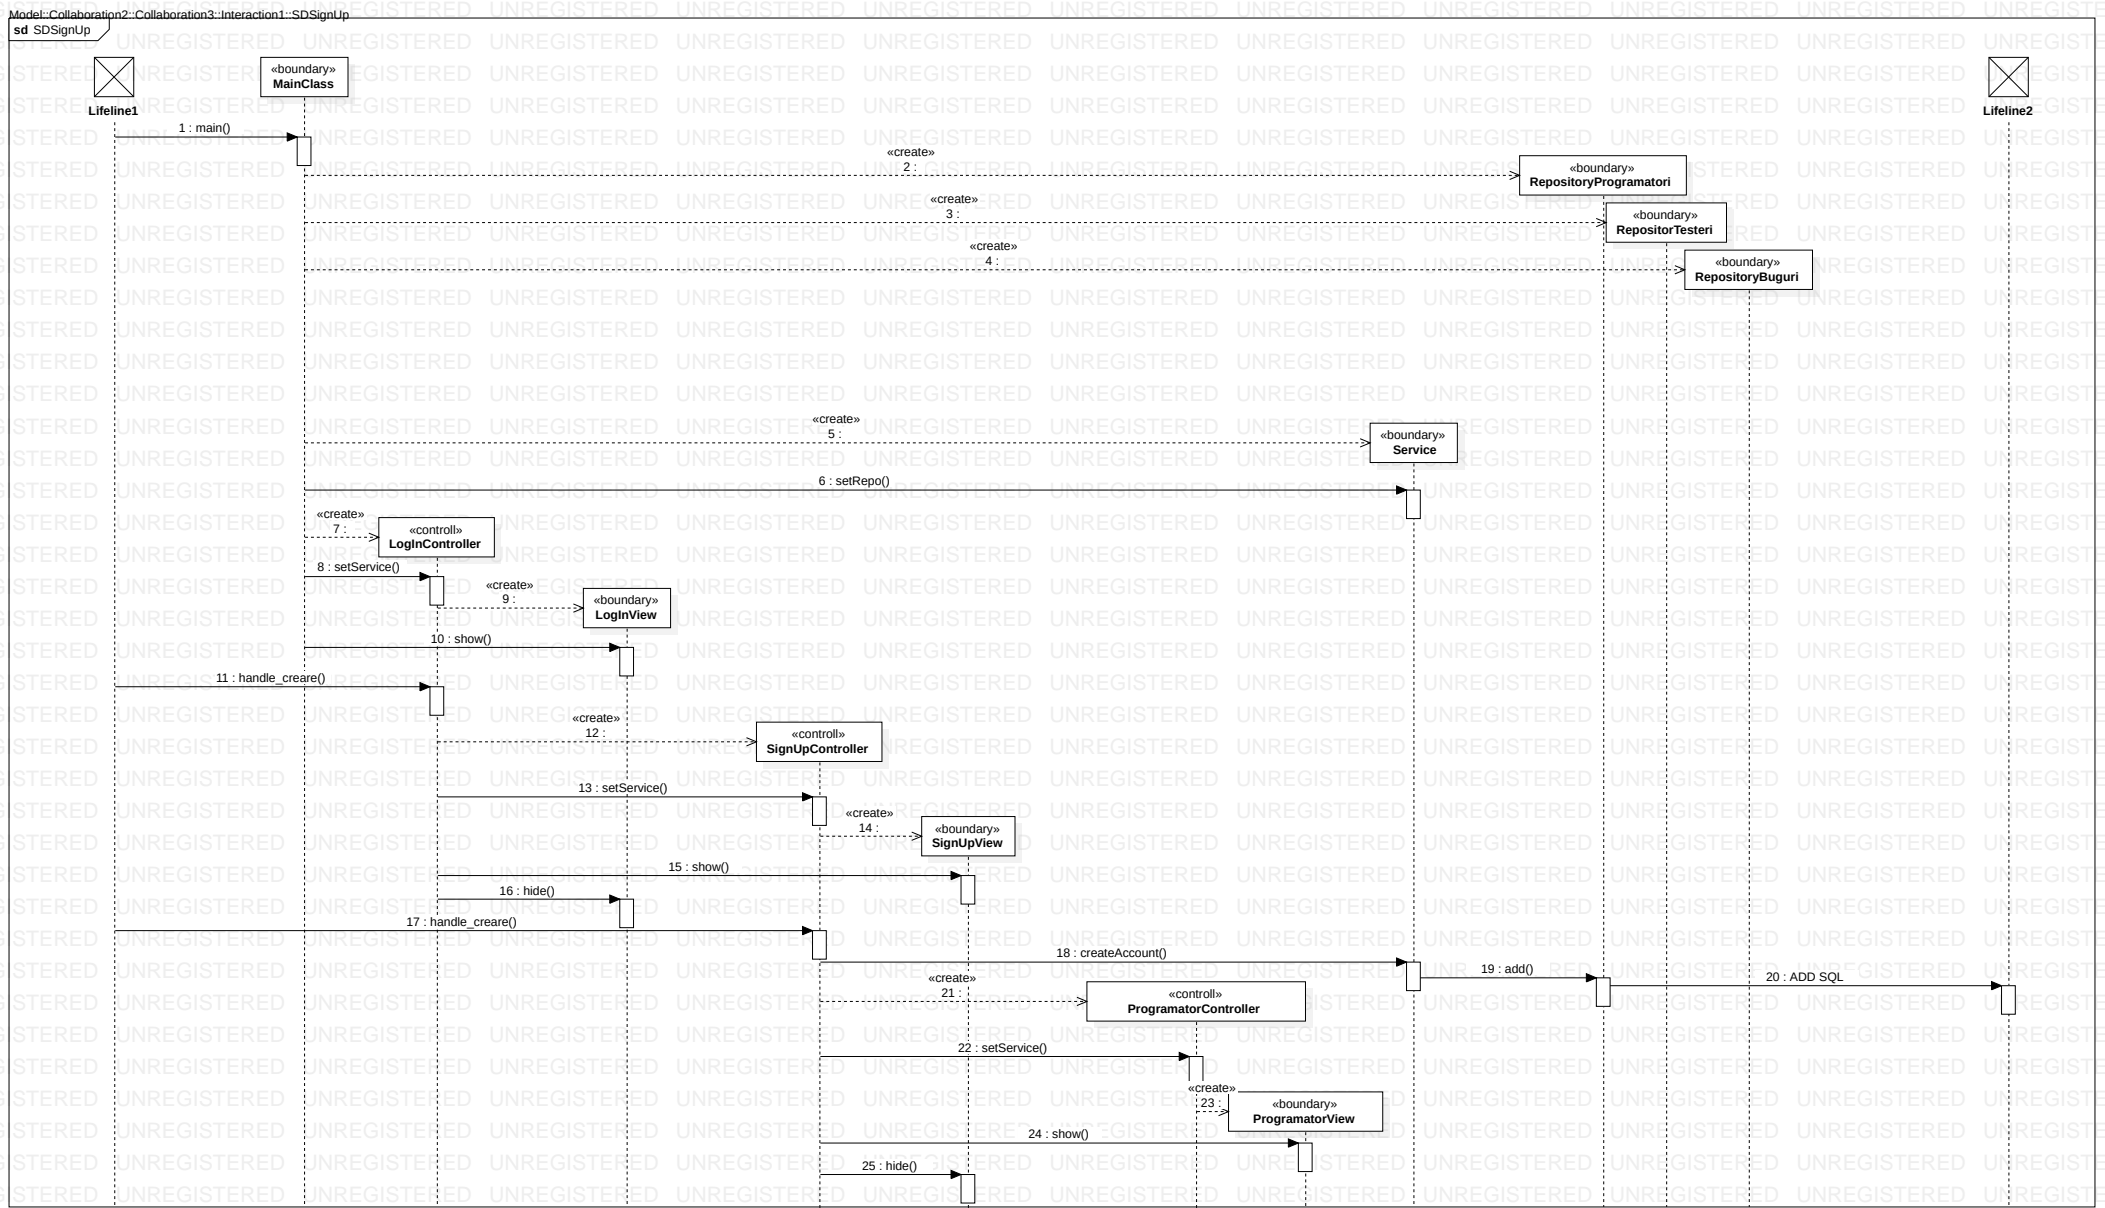 Model::Collaboration2::Collaboration3::Interaction1::SDSignUp
sd SDSignUp
«boundary»
MainClass
Lifeline1
Lifeline2
1 : main()
«create»
2 :
«boundary»
RepositoryProgramatori
«create»
3 :
«boundary»
RepositorTesteri
«create»
4 :
«boundary»
RepositoryBuguri
«create»
5 :
«boundary»
Service
6 : setRepo()
«create»
7 :
«controll»
LogInController
8 : setService()
«create»
9 :
«boundary»
LogInView
10 : show()
11 : handle_creare()
«create»
12 :
«controll»
SignUpController
13 : setService()
«create»
14 :
«boundary»
SignUpView
15 : show()
16 : hide()
17 : handle_creare()
18 : createAccount()
19 : add()
20 : ADD SQL
«create»
21 :
«controll»
ProgramatorController
22 : setService()
«create»
23 :
«boundary»
ProgramatorView
24 : show()
25 : hide()
UNREGISTERED